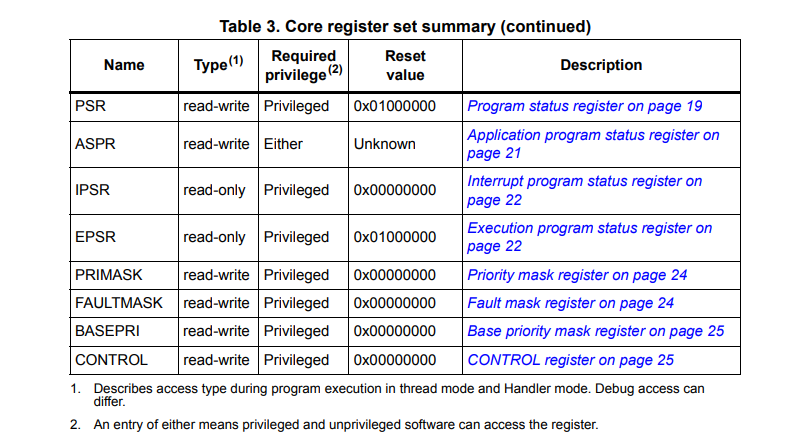 Table 3. Core register set summary (continued)
Name Type(1) Required privilege(2) Reset value Description
PSR read-write Privileged 0x01000000 Program status register on page 19
ASPR read-write Either Unknown Application program status register on
page 21
IPSR read-only Privileged 0x00000000 Interrupt program status register on
page 22
EPSR read-only Privileged 0x01000000 Execution program status register on
page 22
PRIMASK read-write Privileged 0x00000000 Priority mask register on page 24
FAULTMASK read-write Privileged 0x00000000 Fault mask register on page 24
BASEPRI read-write Privileged 0x00000000 Base priority mask register on page 25
CONTROL read-write Privileged 0x00000000 CONTROL register on page 25
1. Describes access type during program execution in thread mode and Handler mode. Debug access can
differ.
2. An entry of either means privileged and unprivileged software can access the register.